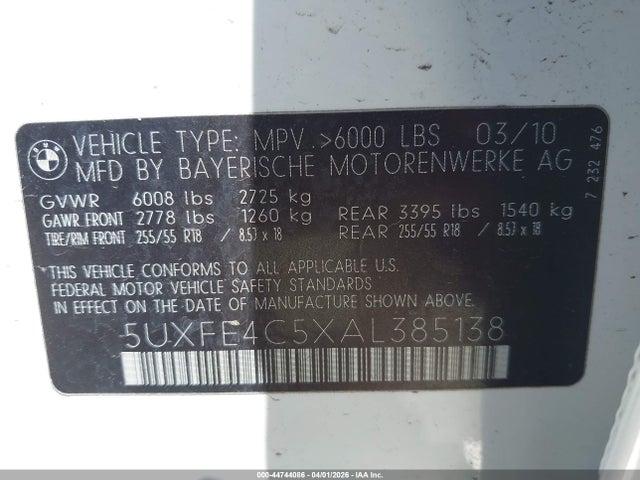 BMW
VEHICLE TYPE: MPV >6000 LBS 03/10
MFD BY BAYERISCHE MOTORENWERKE AG
7 232 476
GVWR 6008 lbs 2725 kg
GAWR FRONT 2778 lbs 1260 kg REAR 3395 lbs 1540 kg
TIRE/RIM FRONT 255/55 R18 / 8.5J x 18 REAR 255/55 R18 / 8.5J x 18
THIS VEHICLE CONFORMS TO ALL APPLICABLE U.S.
FEDERAL MOTOR VEHICLE SAFETY STANDARDS
IN EFFECT ON THE DATE OF MANUFACTURE SHOWN ABOVE.
5UXFE4C5XAL385138
000-44744086 - 04/01/2026 - COPART.COM